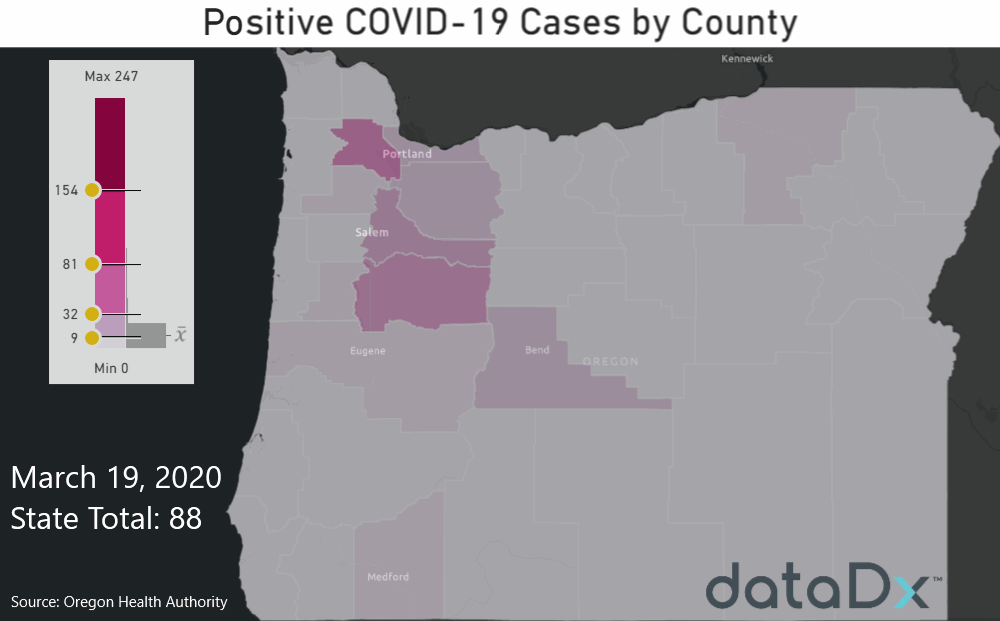 Positive COVID-19 Cases by County
Kennewick
Max 247
154
81
32
9
x̄
Min 0
Portland
Salem
Eugene
Bend
OREGON
Medford
March 19, 2020
State Total: 88
Source: Oregon Health Authority
dataDx™